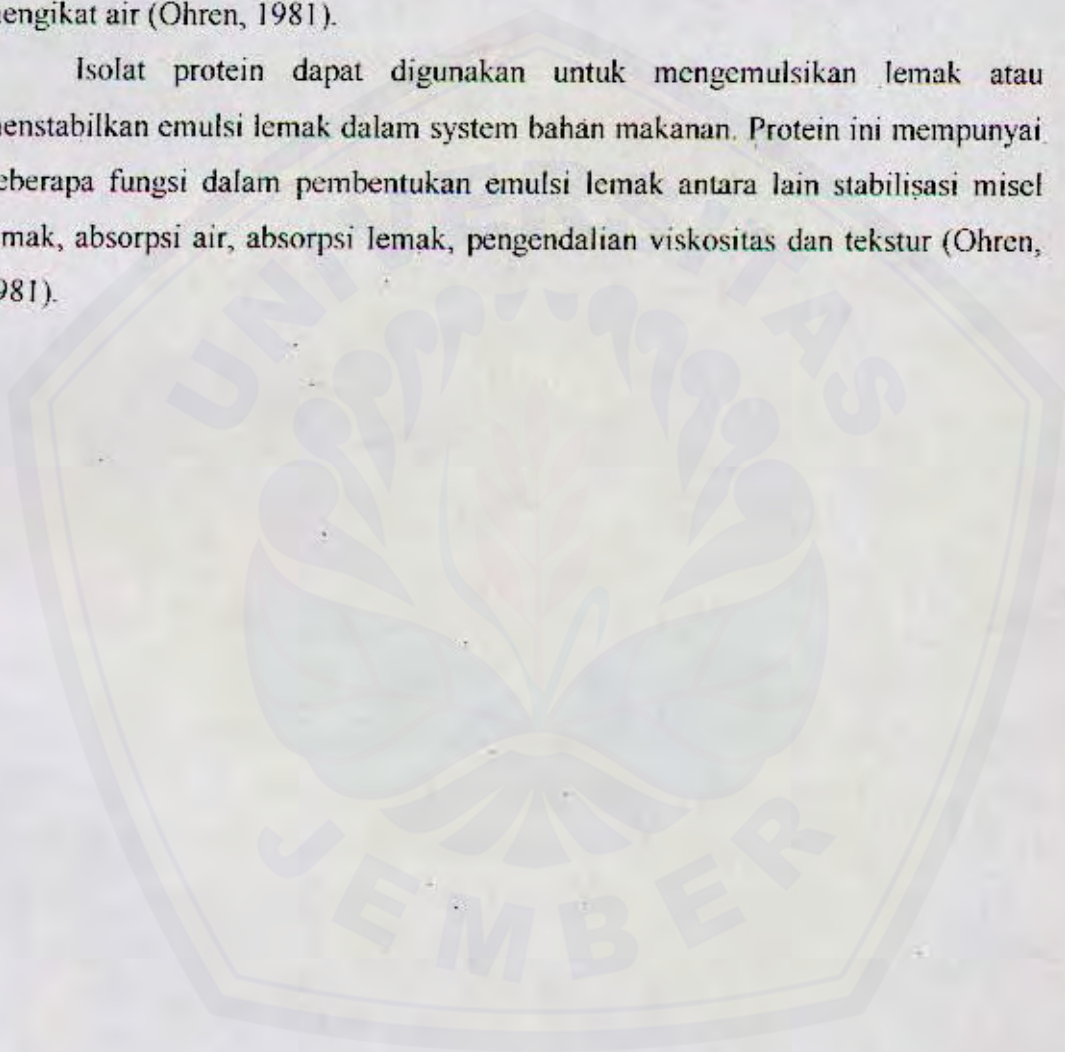 engikat air (Ohren, 1981).
Isolat protein dapat digunakan untuk mengemulsikan lemak atau
enstabilkan emulsi lemak dalam system bahan makanan. Protein ini mempunyai
eberapa fungsi dalam pembentukan emulsi lemak antara lain stabilisasi misel
mak, absorpsi air, absorpsi lemak, pengendalian viskositas dan tekstur (Ohren,
981).
UNIVERSITAS
JEMBER